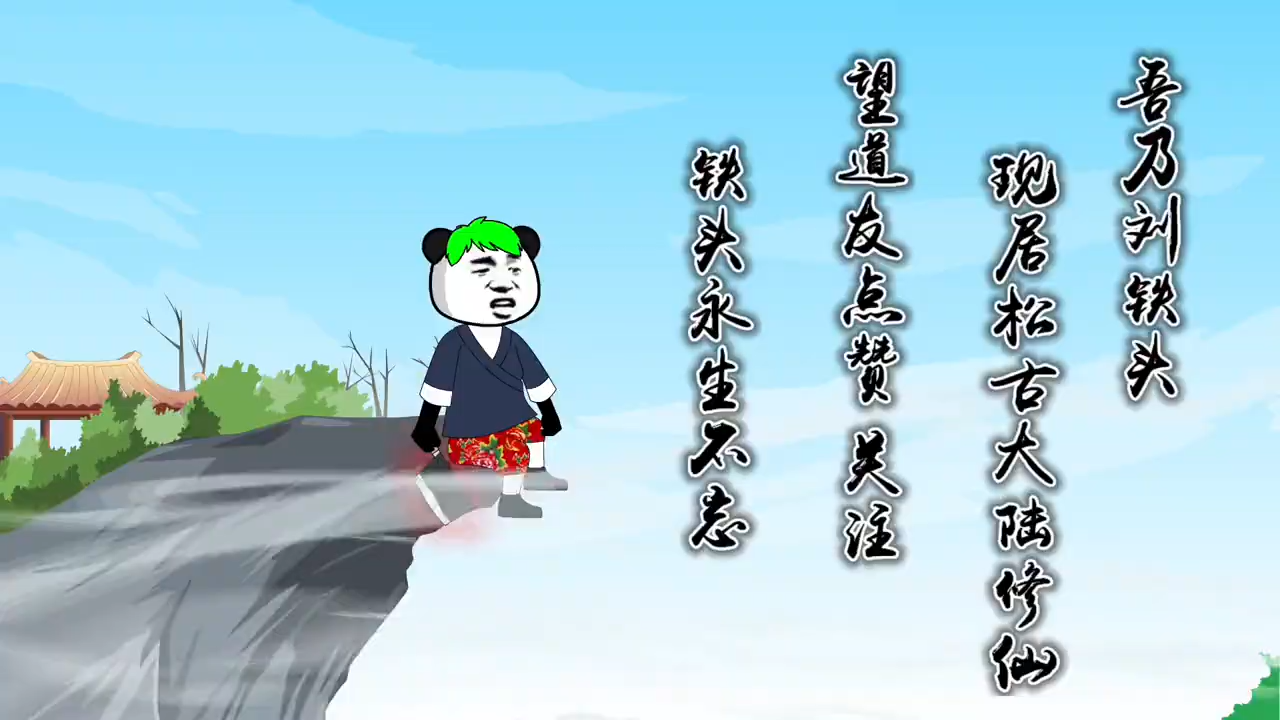 吾乃刘铁头
现居松古大陆修仙
望道友点赞 关注
铁头永生不忘